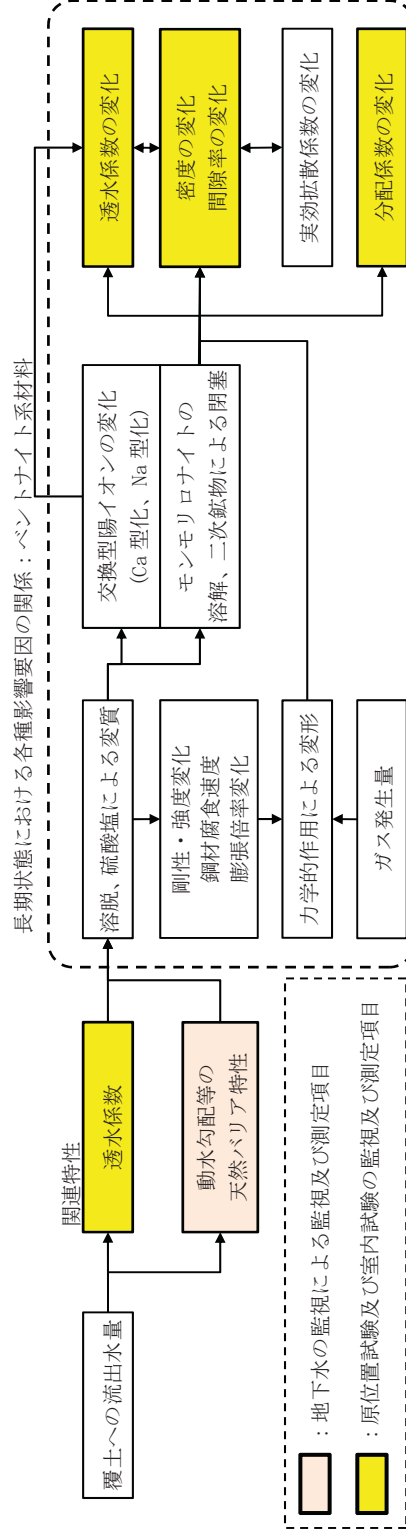 長期状態における各種影響要因の関係：ベントナイト系材料
関連特性
覆土への流出水量
透水係数
動水勾配等の
天然バリア特性
溶脱、硫酸塩による変質
剛性・強度変化
鋼材腐食速度
膨張倍率変化
力学的作用による変形
ガス発生量
交換型陽イオンの変化
(Ca 型化、Na 型化)
モンモリロナイトの
溶解、二次鉱物による閉塞
透水係数の変化
密度の変化
間隙率の変化
実効拡散係数の変化
分配係数の変化
：地下水の監視による監視及び測定項目
：原位置試験及び室内試験の監視及び測定項目